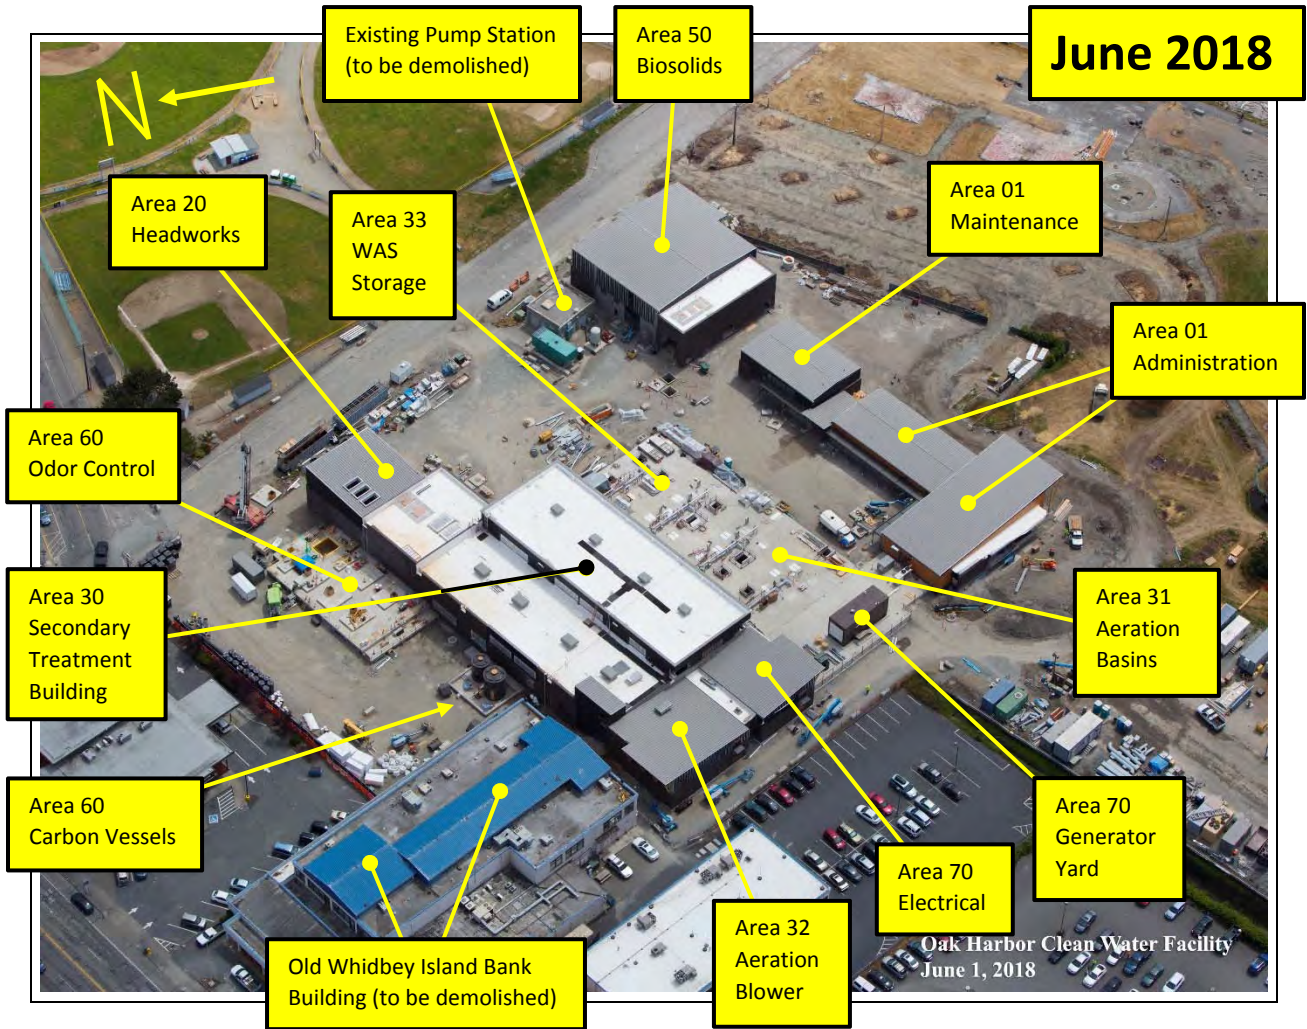 June 2018
Existing Pump Station
(to be demolished)
Area 50
Biosolids
N
Area 20
Headworks
Area 33
WAS
Storage
Area 01
Maintenance
Area 01
Administration
Area 60
Odor Control
Area 30
Secondary
Treatment
Building
Area 31
Aeration
Basins
Area 60
Carbon Vessels
Area 70
Generator
Yard
Area 70
Electrical
Area 32
Aeration
Blower
Old Whidbey Island Bank
Building (to be demolished)
Oak Harbor Clean Water Facility
June 1, 2018